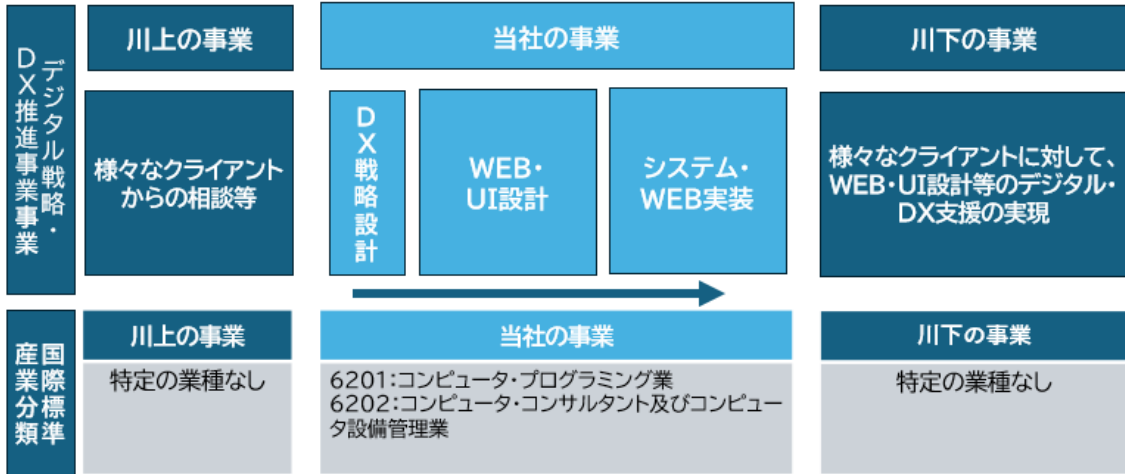 デジタル戦略・
DX推進事業事業
川上の事業
当社の事業
川下の事業
様々なクライアント
からの相談等
DX戦略設計
WEB・
UI設計
システム・
WEB実装
様々なクライアントに対して、
WEB・UI設計等のデジタル・
DX支援の実現
国際標準
産業分類
川上の事業
当社の事業
川下の事業
特定の業種なし
6201:コンピュータ・プログラミング業
6202:コンピュータ・コンサルタント及びコンピュー
タ設備管理業
特定の業種なし